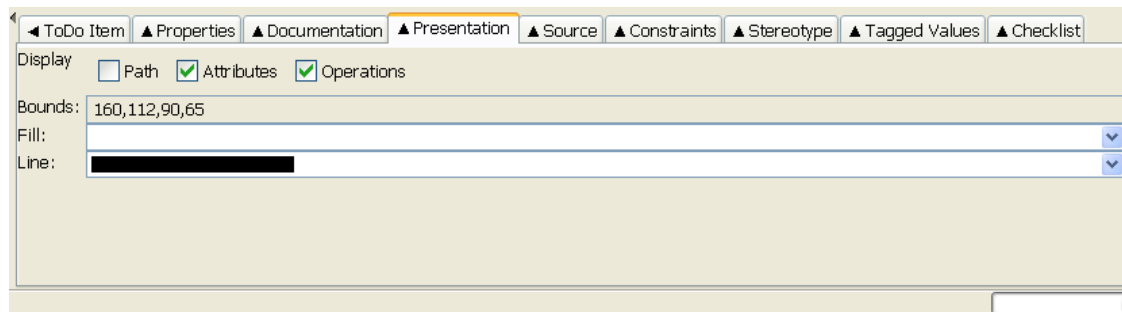 ToDo Item Properties Documentation Presentation Source Constraints Stereotype Tagged Values Checklist
Display Path Attributes Operations
Bounds: 160,112,90,65
Fill:
Line: